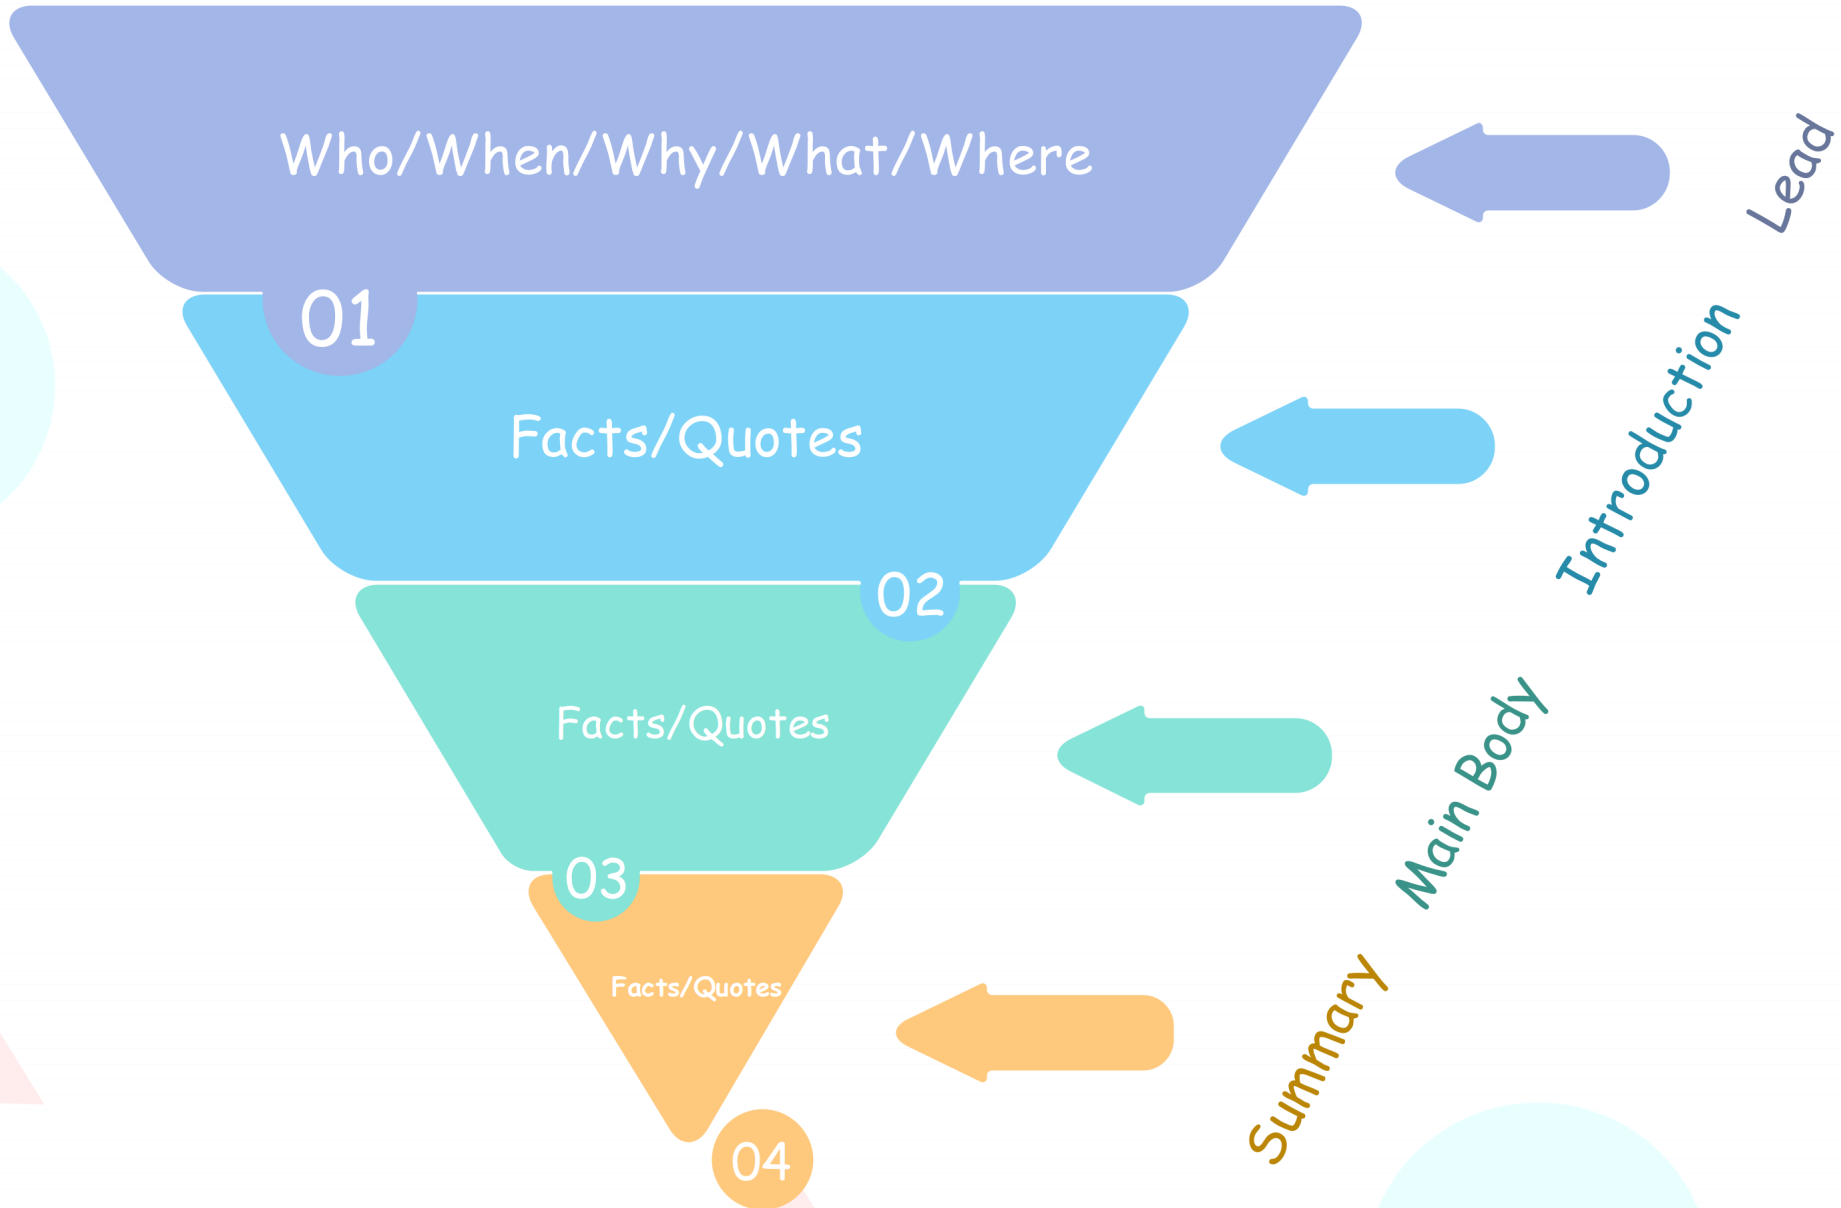 Who/When/Why/What/Where
Lead
01
Facts/Quotes
Introduction
02
Facts/Quotes
Main Body
03
Facts/Quotes
Summary
04